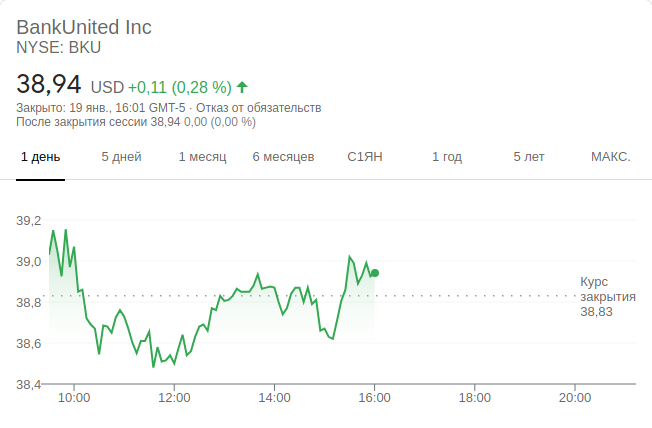 BankUnited Inc
NYSE: BKU
38,94 USD +0,11 (0,28 %)
Закрыто: 19 янв., 16:01 GMT-5 · Отказ от обязательств
После закрытия сессии 38,94 0,00 (0,00 %)
1 день 5 дней 1 месяц 6 месяцев С1ЯН 1 год 5 лет МАКС.
39,2
39,0
38,8
38,6
38,4
Курс
закрытия
38,83
10:00 12:00 14:00 16:00 18:00 20:00